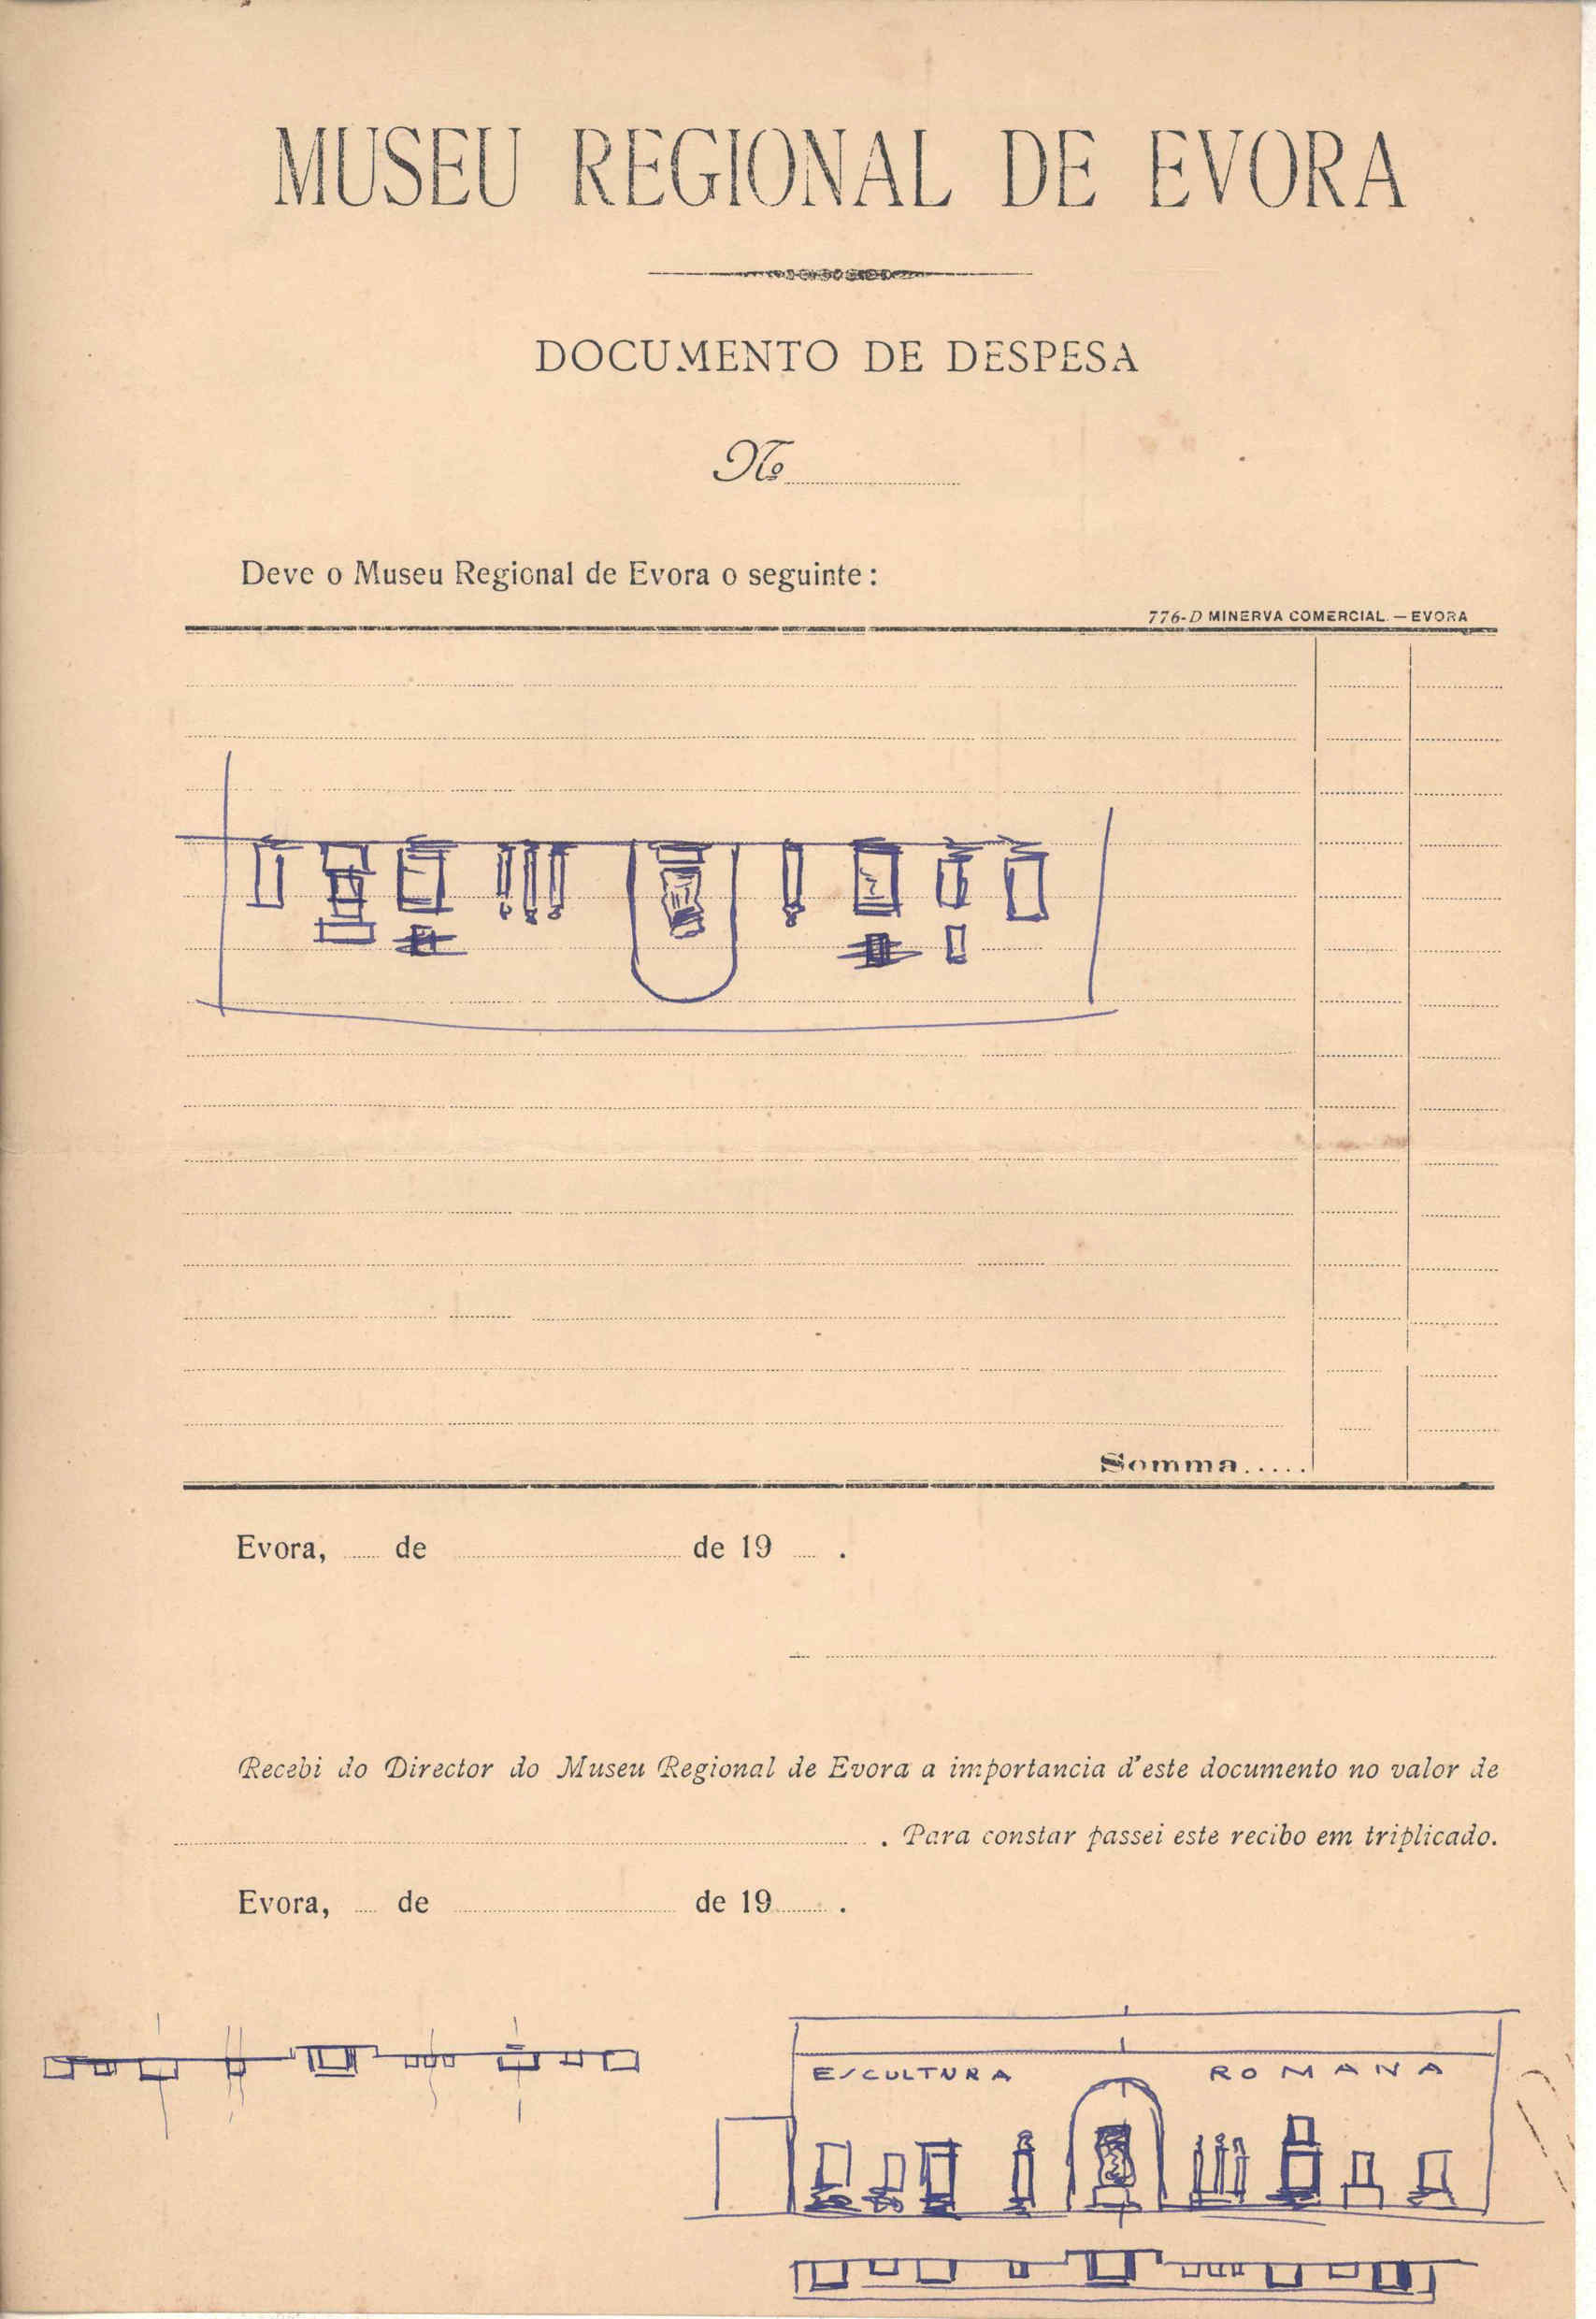 MUSEU REGIONAL DE EVORA
DOCUMENTO DE DESPESA
Nº
Deve o Museu Regional de Evora o seguinte:
776-D MINERVA COMERCIAL. — EVORA
Somma.....
Evora, ..... de ..... de 19 ..... .
Recebi do Director do Museu Regional de Evora a importancia d'este documento no valor de
..... . Para constar passei este recibo em triplicado.
Evora, ..... de ..... de 19 ..... .
ESCULTURA ROMANA